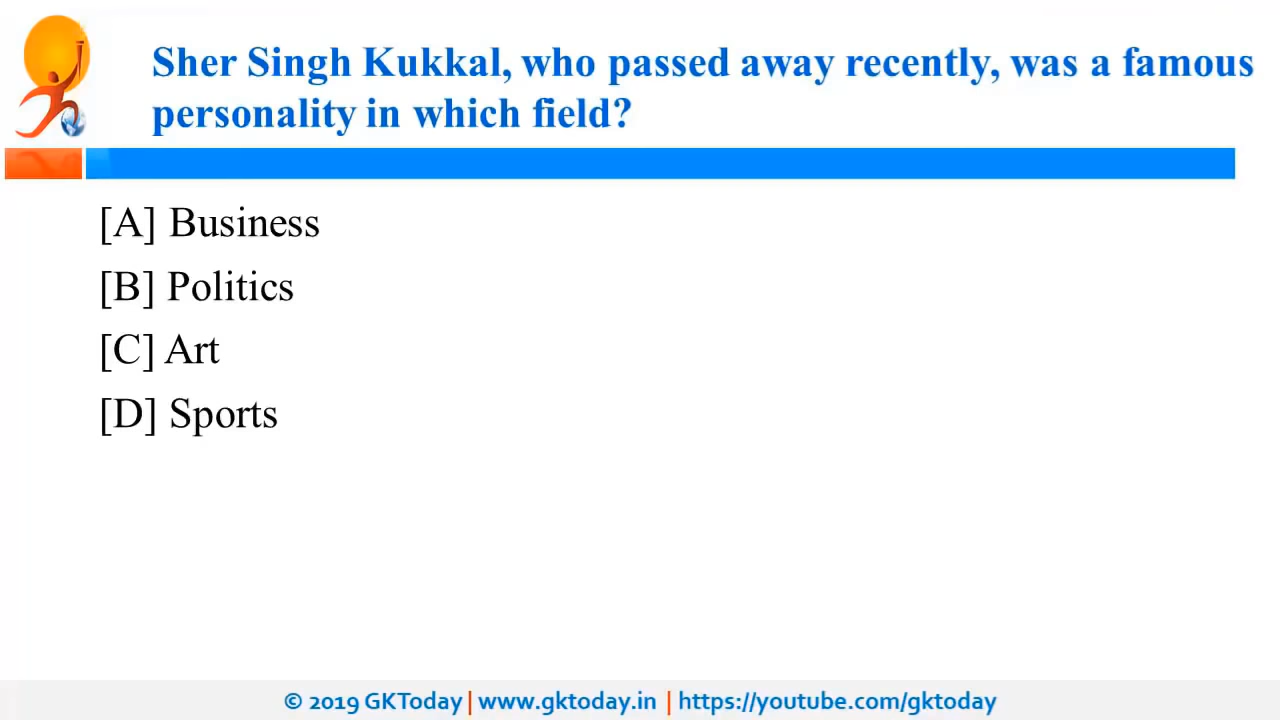 Sher Singh Kukkal, who passed away recently, was a famous
personality in which field?
[A] Business
[B] Politics
[C] Art
[D] Sports
© 2019 GKToday | www.gktoday.in | https://youtube.com/gktoday